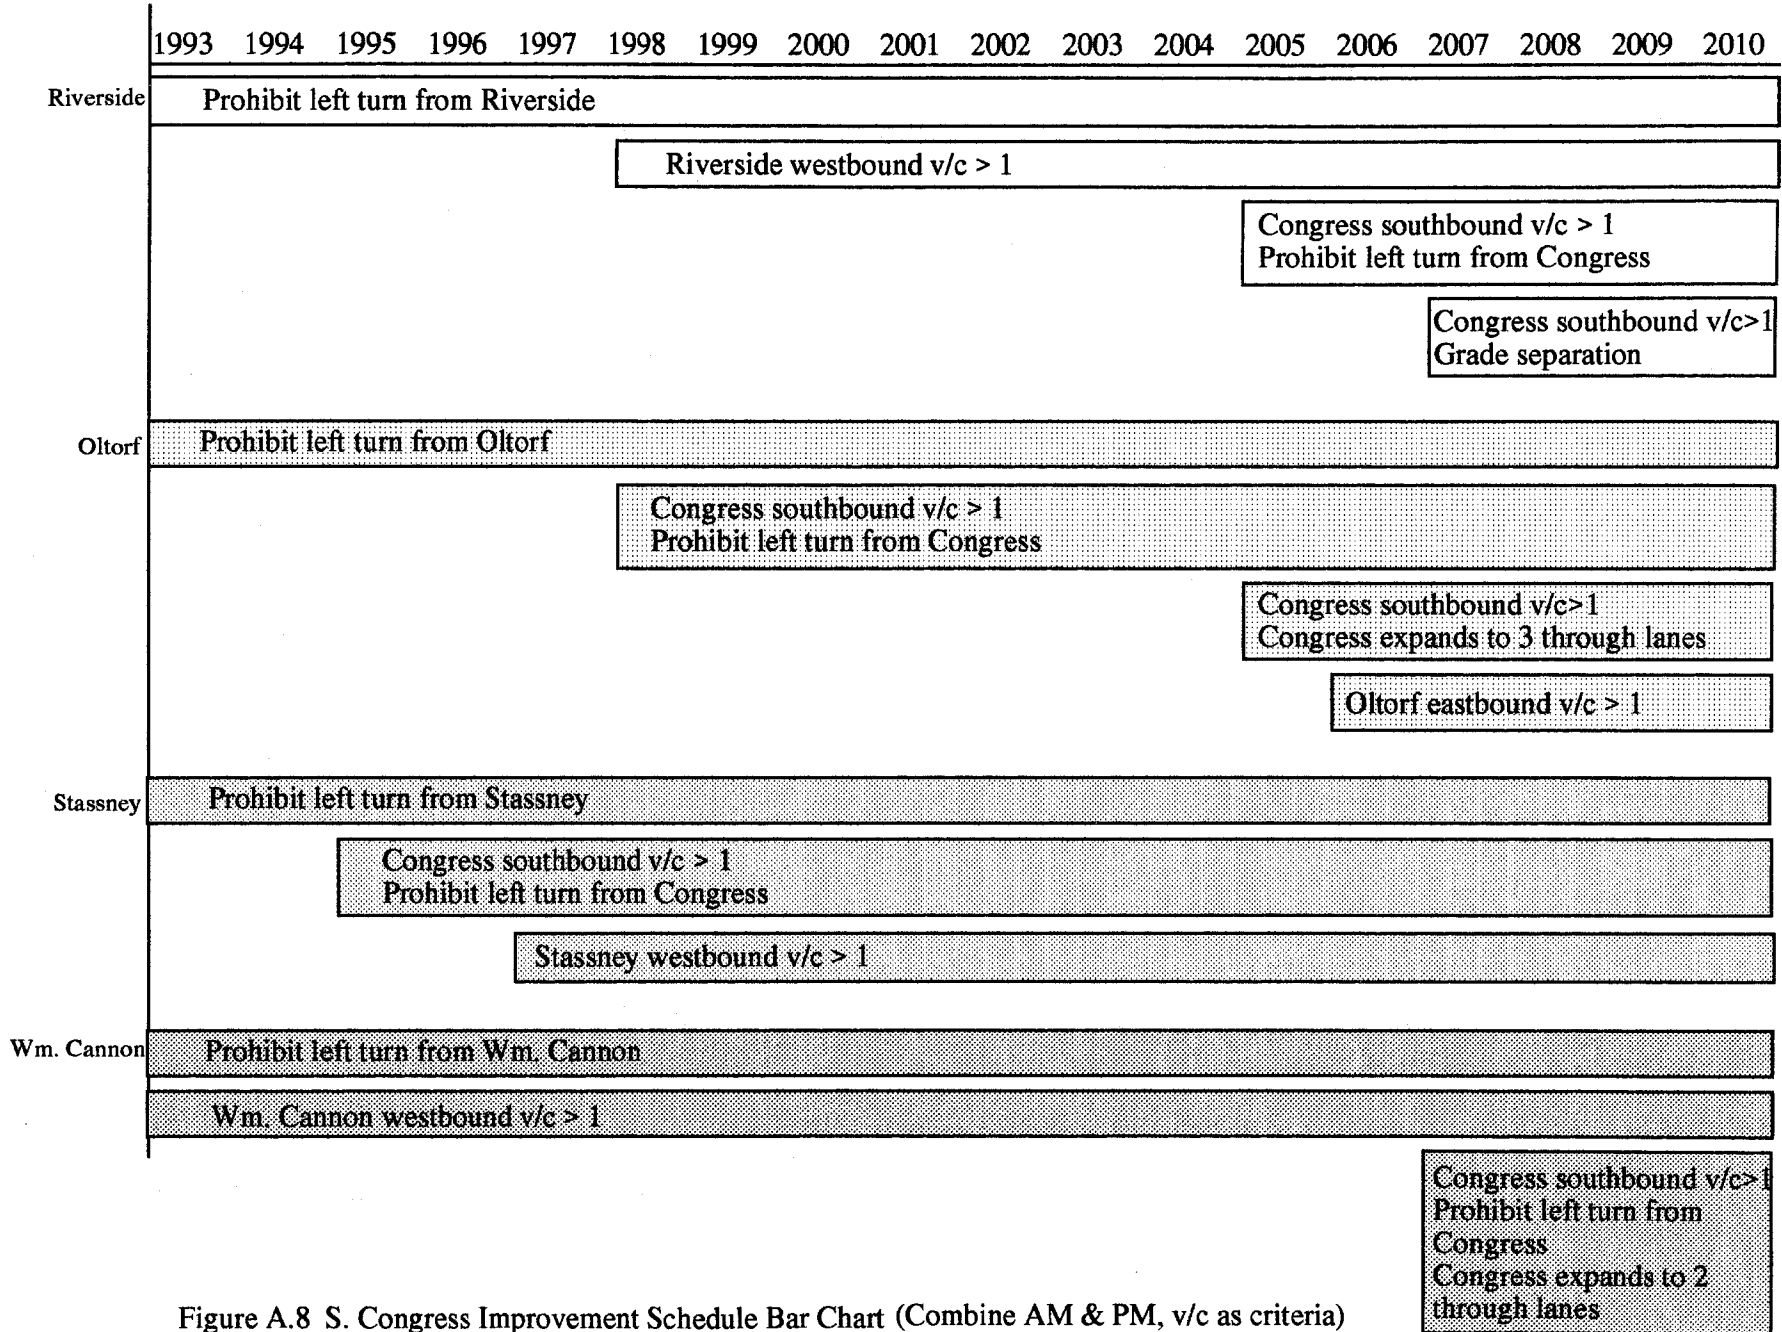 1993 1994 1995 1996 1997 1998 1999 2000 2001 2002 2003 2004 2005 2006 2007 2008 2009 2010
Riverside
Prohibit left turn from Riverside
Riverside westbound v/c > 1
Congress southbound v/c > 1
Prohibit left turn from Congress
Congress southbound v/c>1
Grade separation
Oltorf
Prohibit left turn from Oltorf
Congress southbound v/c > 1
Prohibit left turn from Congress
Congress southbound v/c>1
Congress expands to 3 through lanes
Oltorf eastbound v/c > 1
Stassney
Prohibit left turn from Stassney
Congress southbound v/c > 1
Prohibit left turn from Congress
Stassney westbound v/c > 1
Wm. Cannon
Prohibit left turn from Wm. Cannon
Wm. Cannon westbound v/c > 1
Congress southbound v/c>1
Prohibit left turn from
Congress
Congress expands to 2
through lanes
Figure A.8 S. Congress Improvement Schedule Bar Chart (Combine AM & PM, v/c as criteria)